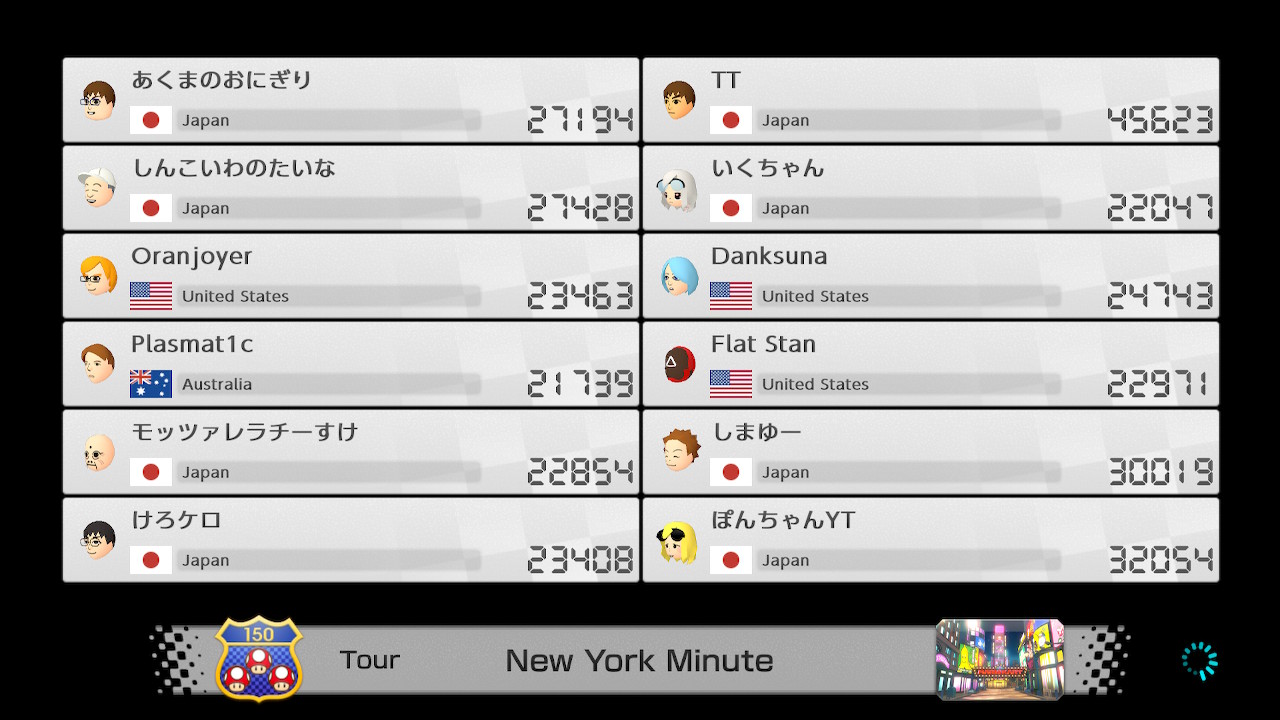 あくまのおにぎり
Japan
27194
TT
Japan
45623
しんこいわのたいな
Japan
27428
いくちゃん
Japan
22047
Oranjoyer
United States
23463
Danksuna
United States
24743
Plasmat1c
Australia
21739
Flat Stan
United States
22971
モッツァレラチーすけ
Japan
22854
しまゆー
Japan
30019
けろケロ
Japan
23408
ぽんちゃんYT
Japan
32054
150
Tour
New York Minute